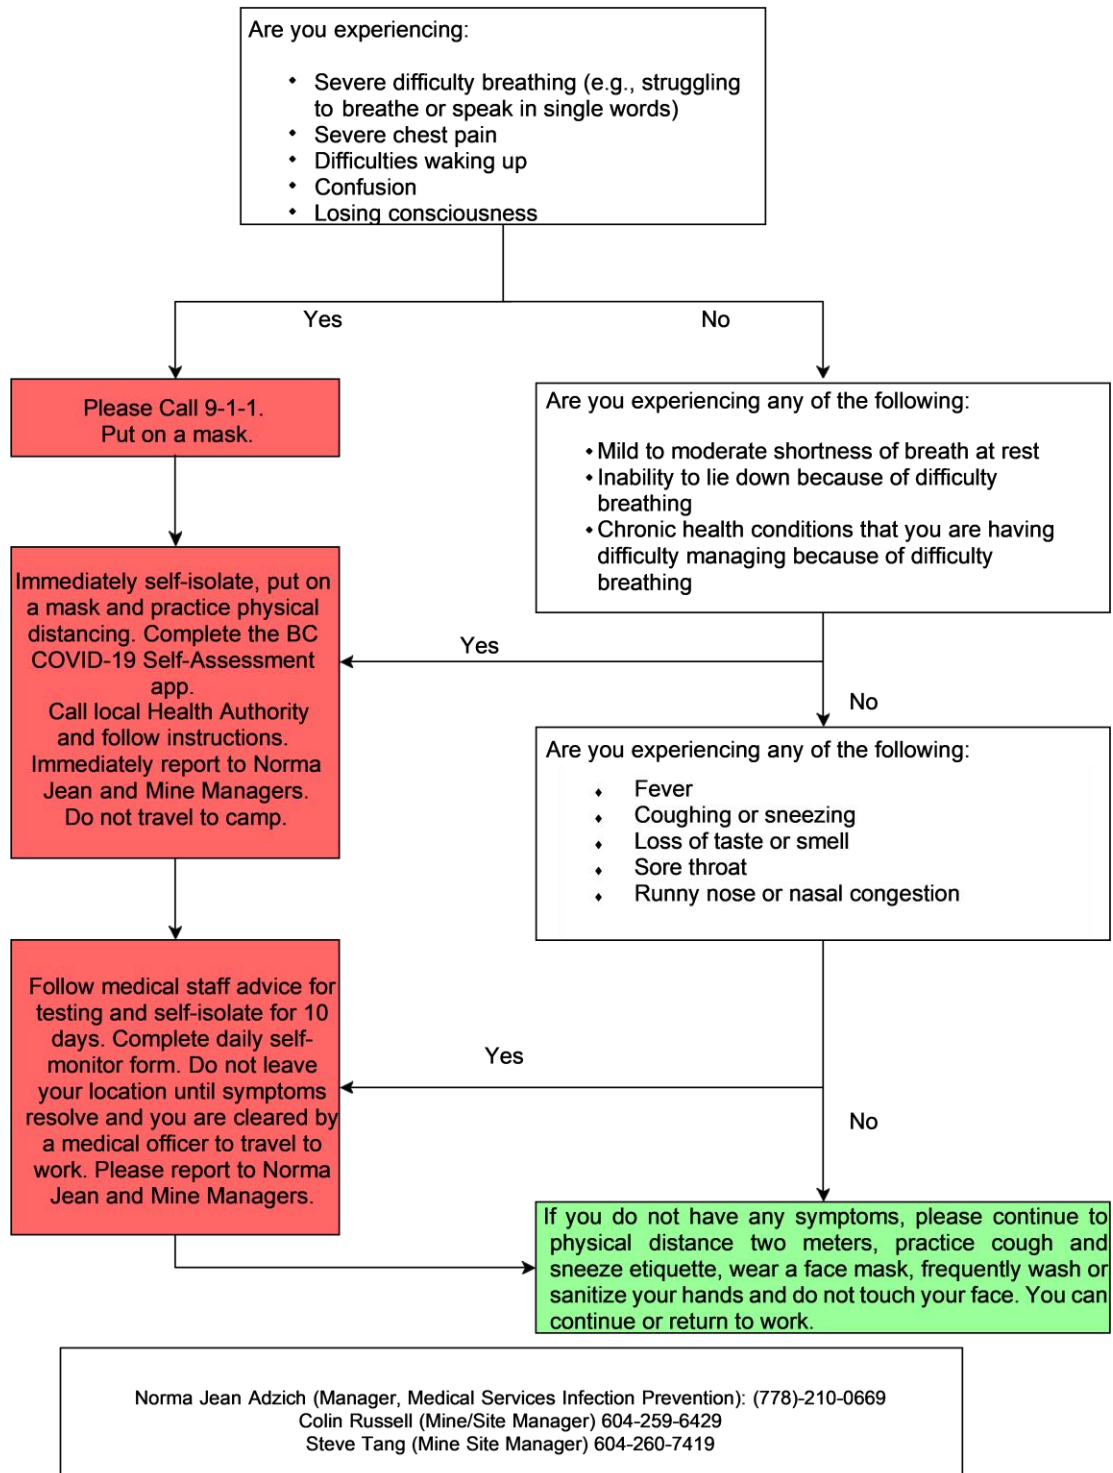 Are you experiencing:
• Severe difficulty breathing (e.g., struggling
to breathe or speak in single words)
• Severe chest pain
• Difficulties waking up
• Confusion
• Losing consciousness
Yes
No
Please Call 9-1-1.
Put on a mask.
Are you experiencing any of the following:
• Mild to moderate shortness of breath at rest
• Inability to lie down because of difficulty
breathing
• Chronic health conditions that you are having
difficulty managing because of difficulty
breathing
Immediately self-isolate, put on
a mask and practice physical
distancing. Complete the BC
COVID-19 Self-Assessment
app.
Call local Health Authority
and follow instructions.
Immediately report to Norma
Jean and Mine Managers.
Do not travel to camp.
Yes
No
Are you experiencing any of the following:
• Fever
• Coughing or sneezing
• Loss of taste or smell
• Sore throat
• Runny nose or nasal congestion
Follow medical staff advice for
testing and self-isolate for 10
days. Complete daily self-
monitor form. Do not leave
your location until symptoms
resolve and you are cleared by
a medical officer to travel to
work. Please report to Norma
Jean and Mine Managers.
Yes
No
If you do not have any symptoms, please continue to
physical distance two meters, practice cough and
sneeze etiquette, wear a face mask, frequently wash or
sanitize your hands and do not touch your face. You can
continue or return to work.
Norma Jean Adzich (Manager, Medical Services Infection Prevention): (778)-210-0669
Colin Russell (Mine/Site Manager) 604-259-6429
Steve Tang (Mine Site Manager) 604-260-7419